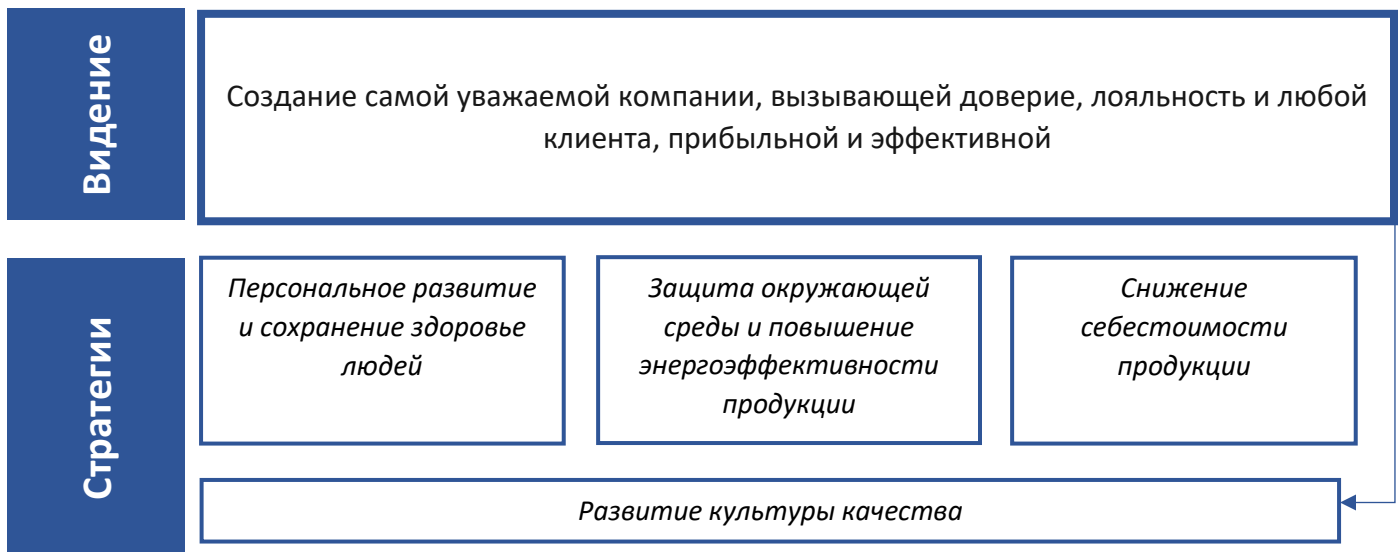 Видение
Создание самой уважаемой компании, вызывающей доверие, лояльность и любой
клиента, прибыльной и эффективной
Стратегии
Персональное развитие
и сохранение здоровье
людей
Защита окружающей
среды и повышение
энергоэффективности
продукции
Снижение
себестоимости
продукции
Развитие культуры качества